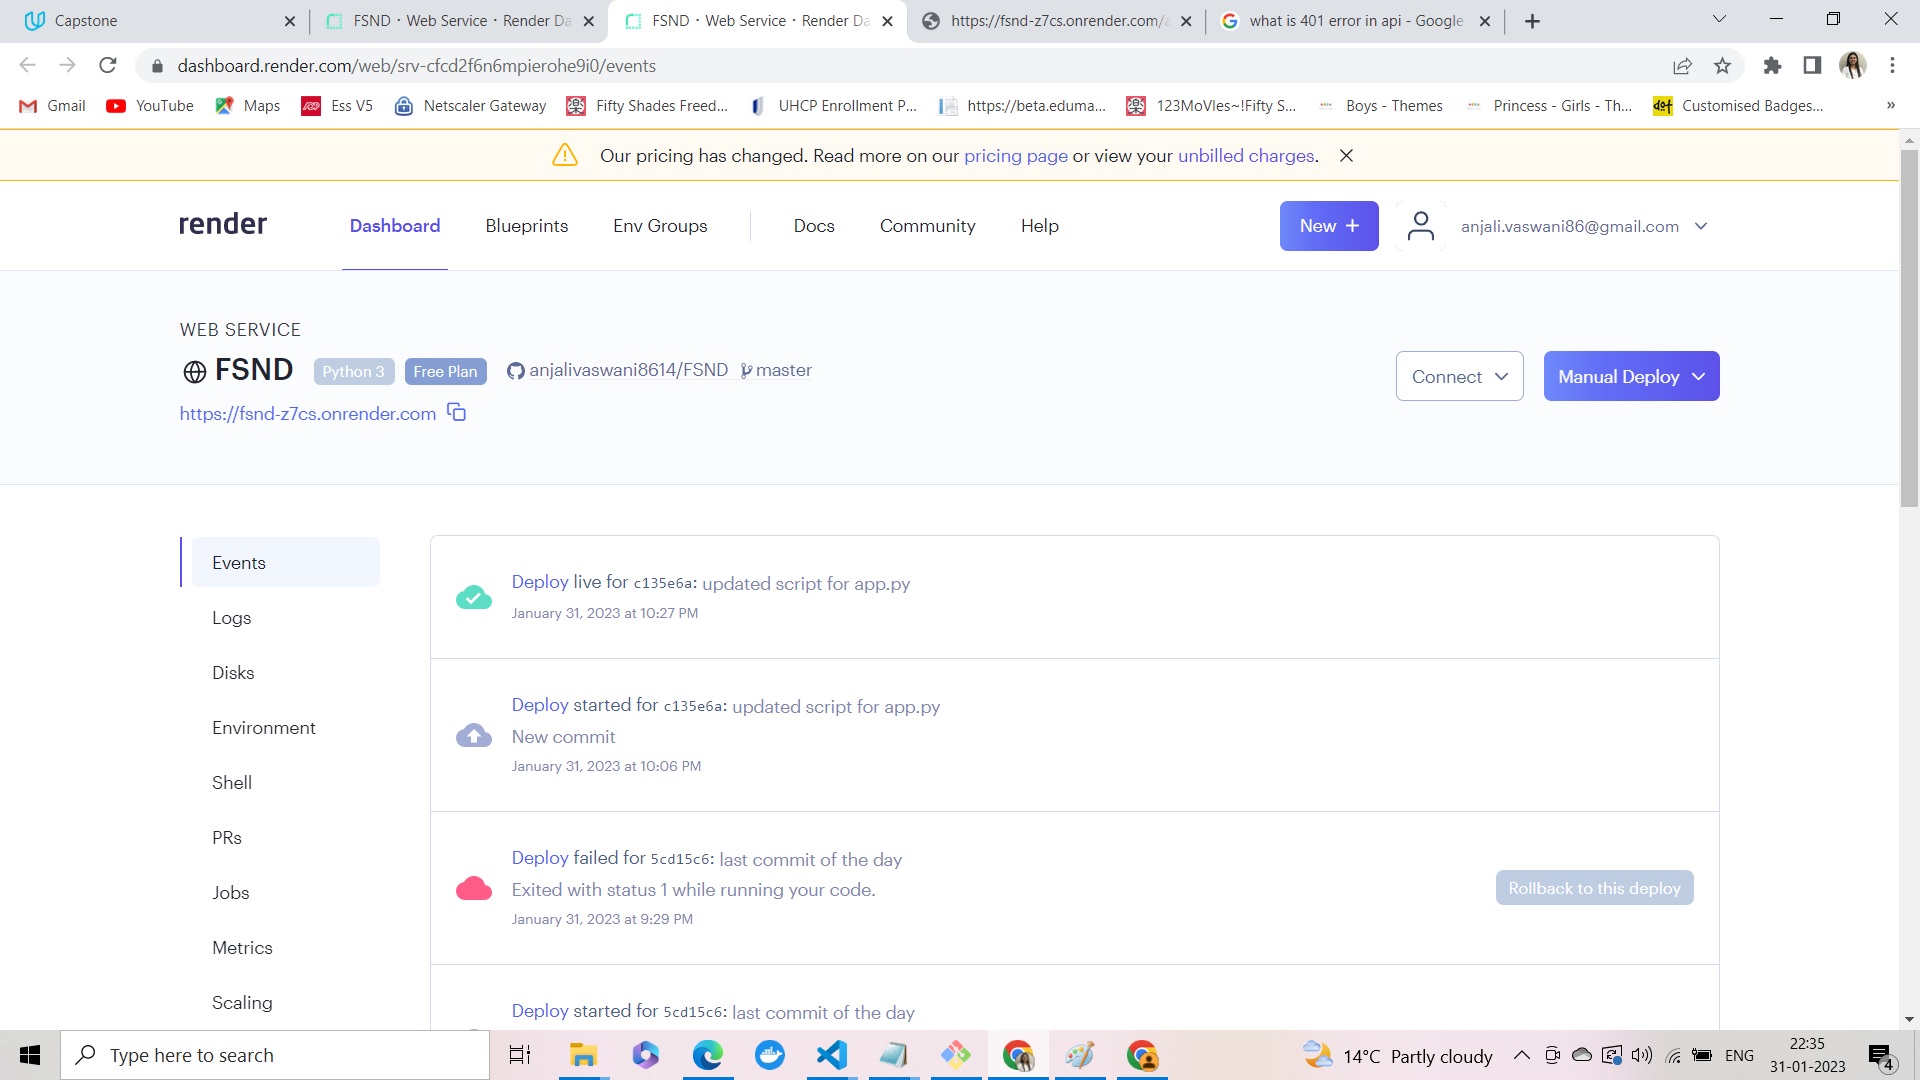 Capstone
FSND · Web Service · Render Da
FSND · Web Service · Render Da
https://fsnd-z7cs.onrender.com/a
what is 401 error in api - Google
dashboard.render.com/web/srv-cfcd2f6n6mpierohe9i0/events
Gmail
YouTube
Maps
Ess V5
Netscaler Gateway
Fifty Shades Freed...
UHCP Enrollment P...
https://beta.eduma...
123MoVIes~!Fifty S...
Boys - Themes
Princess - Girls - Th...
Customised Badges...
»
Our pricing has changed. Read more on our pricing page or view your unbilled charges.
render
Dashboard
Blueprints
Env Groups
Docs
Community
Help
New +
anjali.vaswani86@gmail.com
WEB SERVICE
FSND
Python 3
Free Plan
anjalivaswani8614/FSND
master
https://fsnd-z7cs.onrender.com
Connect
Manual Deploy
Events
Logs
Disks
Environment
Shell
PRs
Jobs
Metrics
Scaling
Deploy live for c135e6a: updated script for app.py
January 31, 2023 at 10:27 PM
Deploy started for c135e6a: updated script for app.py
New commit
January 31, 2023 at 10:06 PM
Deploy failed for 5cd15c6: last commit of the day
Exited with status 1 while running your code.
January 31, 2023 at 9:29 PM
Rollback to this deploy
Deploy started for 5cd15c6: last commit of the day
Type here to search
14°C Partly cloudy
ENG
22:35
31-01-2023
4